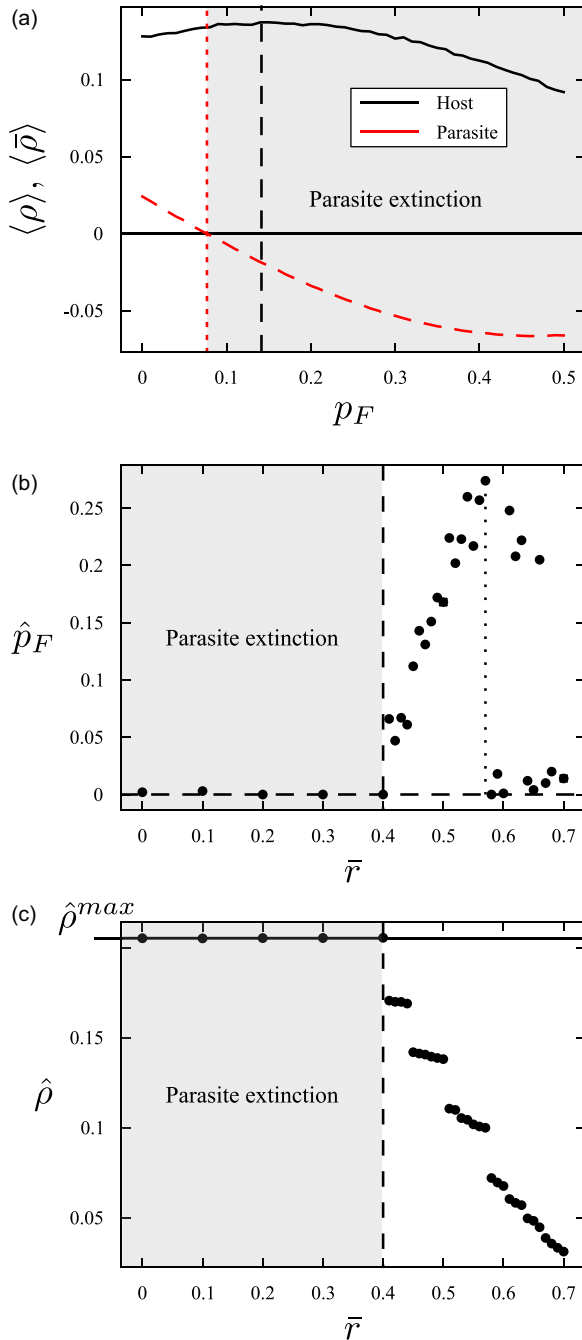 (a)
0.1
0.05
0
-0.05
⟨ρ⟩, ⟨ρ̄⟩
Host
Parasite
Parasite extinction
0 0.1 0.2 0.3 0.4 0.5
p_F
(b)
0.25
0.2
0.15
0.1
0.05
0
p̂_F
Parasite extinction
0 0.1 0.2 0.3 0.4 0.5 0.6 0.7
r̄
(c)
ρ̂^max
0.15
0.1
0.05
ρ̂
Parasite extinction
0 0.1 0.2 0.3 0.4 0.5 0.6 0.7
r̄